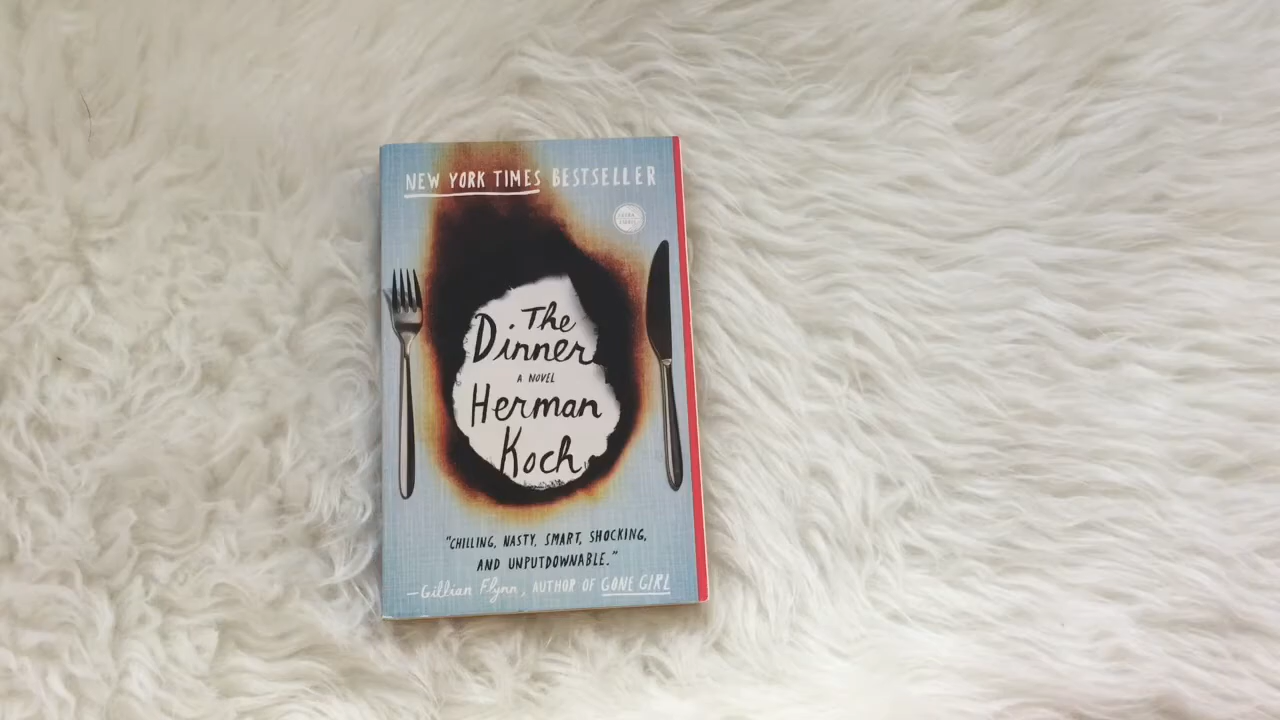 NEW YORK TIMES BESTSELLER
The
Dinner
A NOVEL
Herman
Koch
"CHILLING, NASTY, SMART, SHOCKING,
AND UNPUTDOWNABLE."
—Gillian Flynn, AUTHOR OF GONE GIRL